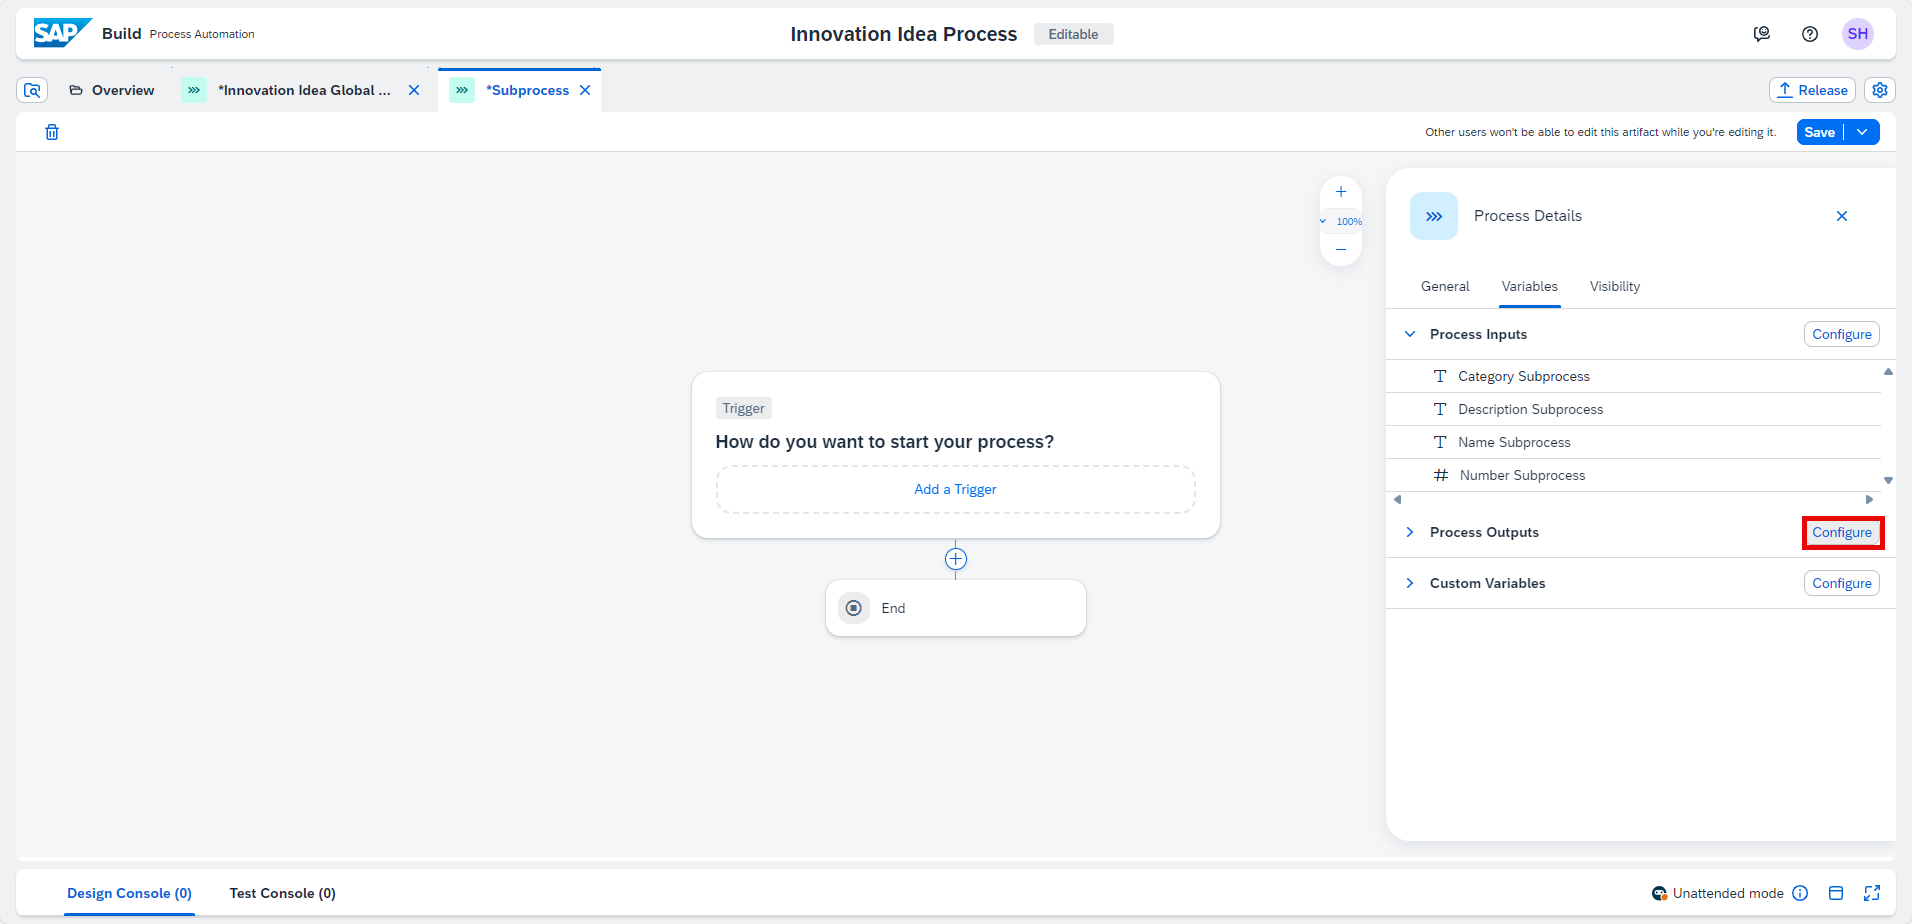 SAP Build Process Automation
Innovation Idea Process Editable
SH
Overview
*Innovation Idea Global ...
*Subprocess
Release
Other users won't be able to edit this artifact while you're editing it.
Save
100%
Process Details
General Variables Visibility
Process Inputs Configure
Category Subprocess
Description Subprocess
Name Subprocess
# Number Subprocess
Process Outputs Configure
Custom Variables Configure
Trigger
How do you want to start your process?
Add a Trigger
End
Design Console (0) Test Console (0)
Unattended mode